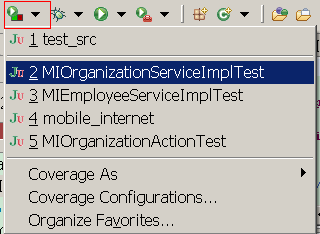 1 test_src
2 MIOrganizationServiceImplTest
3 MIEmployeeServiceImplTest
4 mobile_internet
5 MIOrganizationActionTest
Coverage As
Coverage Configurations...
Organize Favorites...